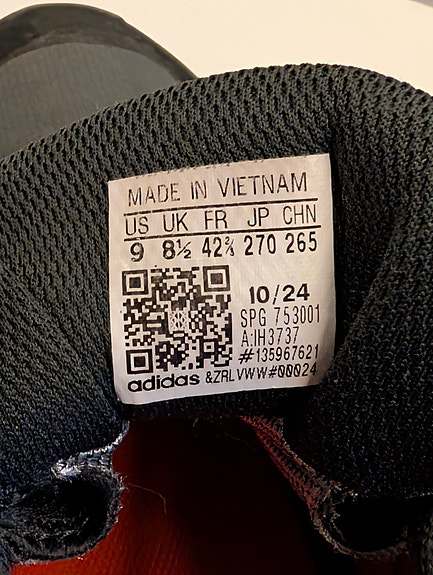 MADE IN VIETNAM
US UK FR JP CHN
9 8½ 42⅔ 270 265
10/24
SPG 753001
A:IH3737
#135967621
adidas &ZRLVWW#00024